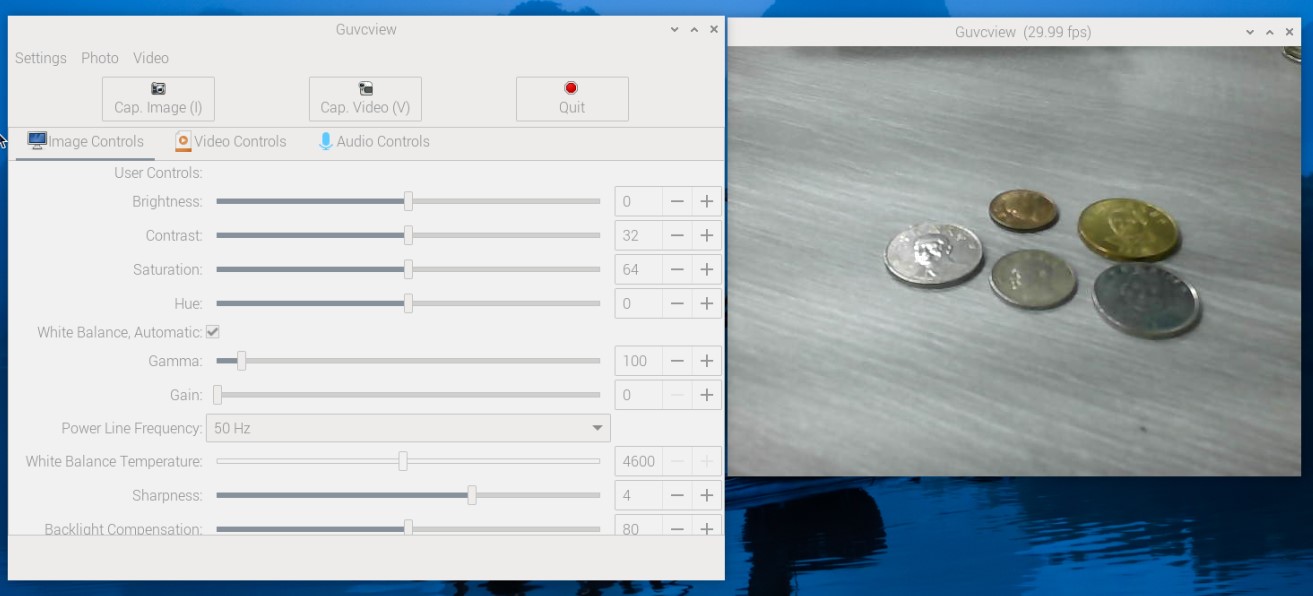 Guvcview
Settings Photo Video
Cap. Image (I) Cap. Video (V) Quit
Image Controls Video Controls Audio Controls
User Controls:
Brightness: 0
Contrast: 32
Saturation: 64
Hue: 0
White Balance, Automatic:
Gamma: 100
Gain: 0
Power Line Frequency: 50 Hz
White Balance Temperature: 4600
Sharpness: 4
Backlight Compensation: 80
Guvcview (29.99 fps)